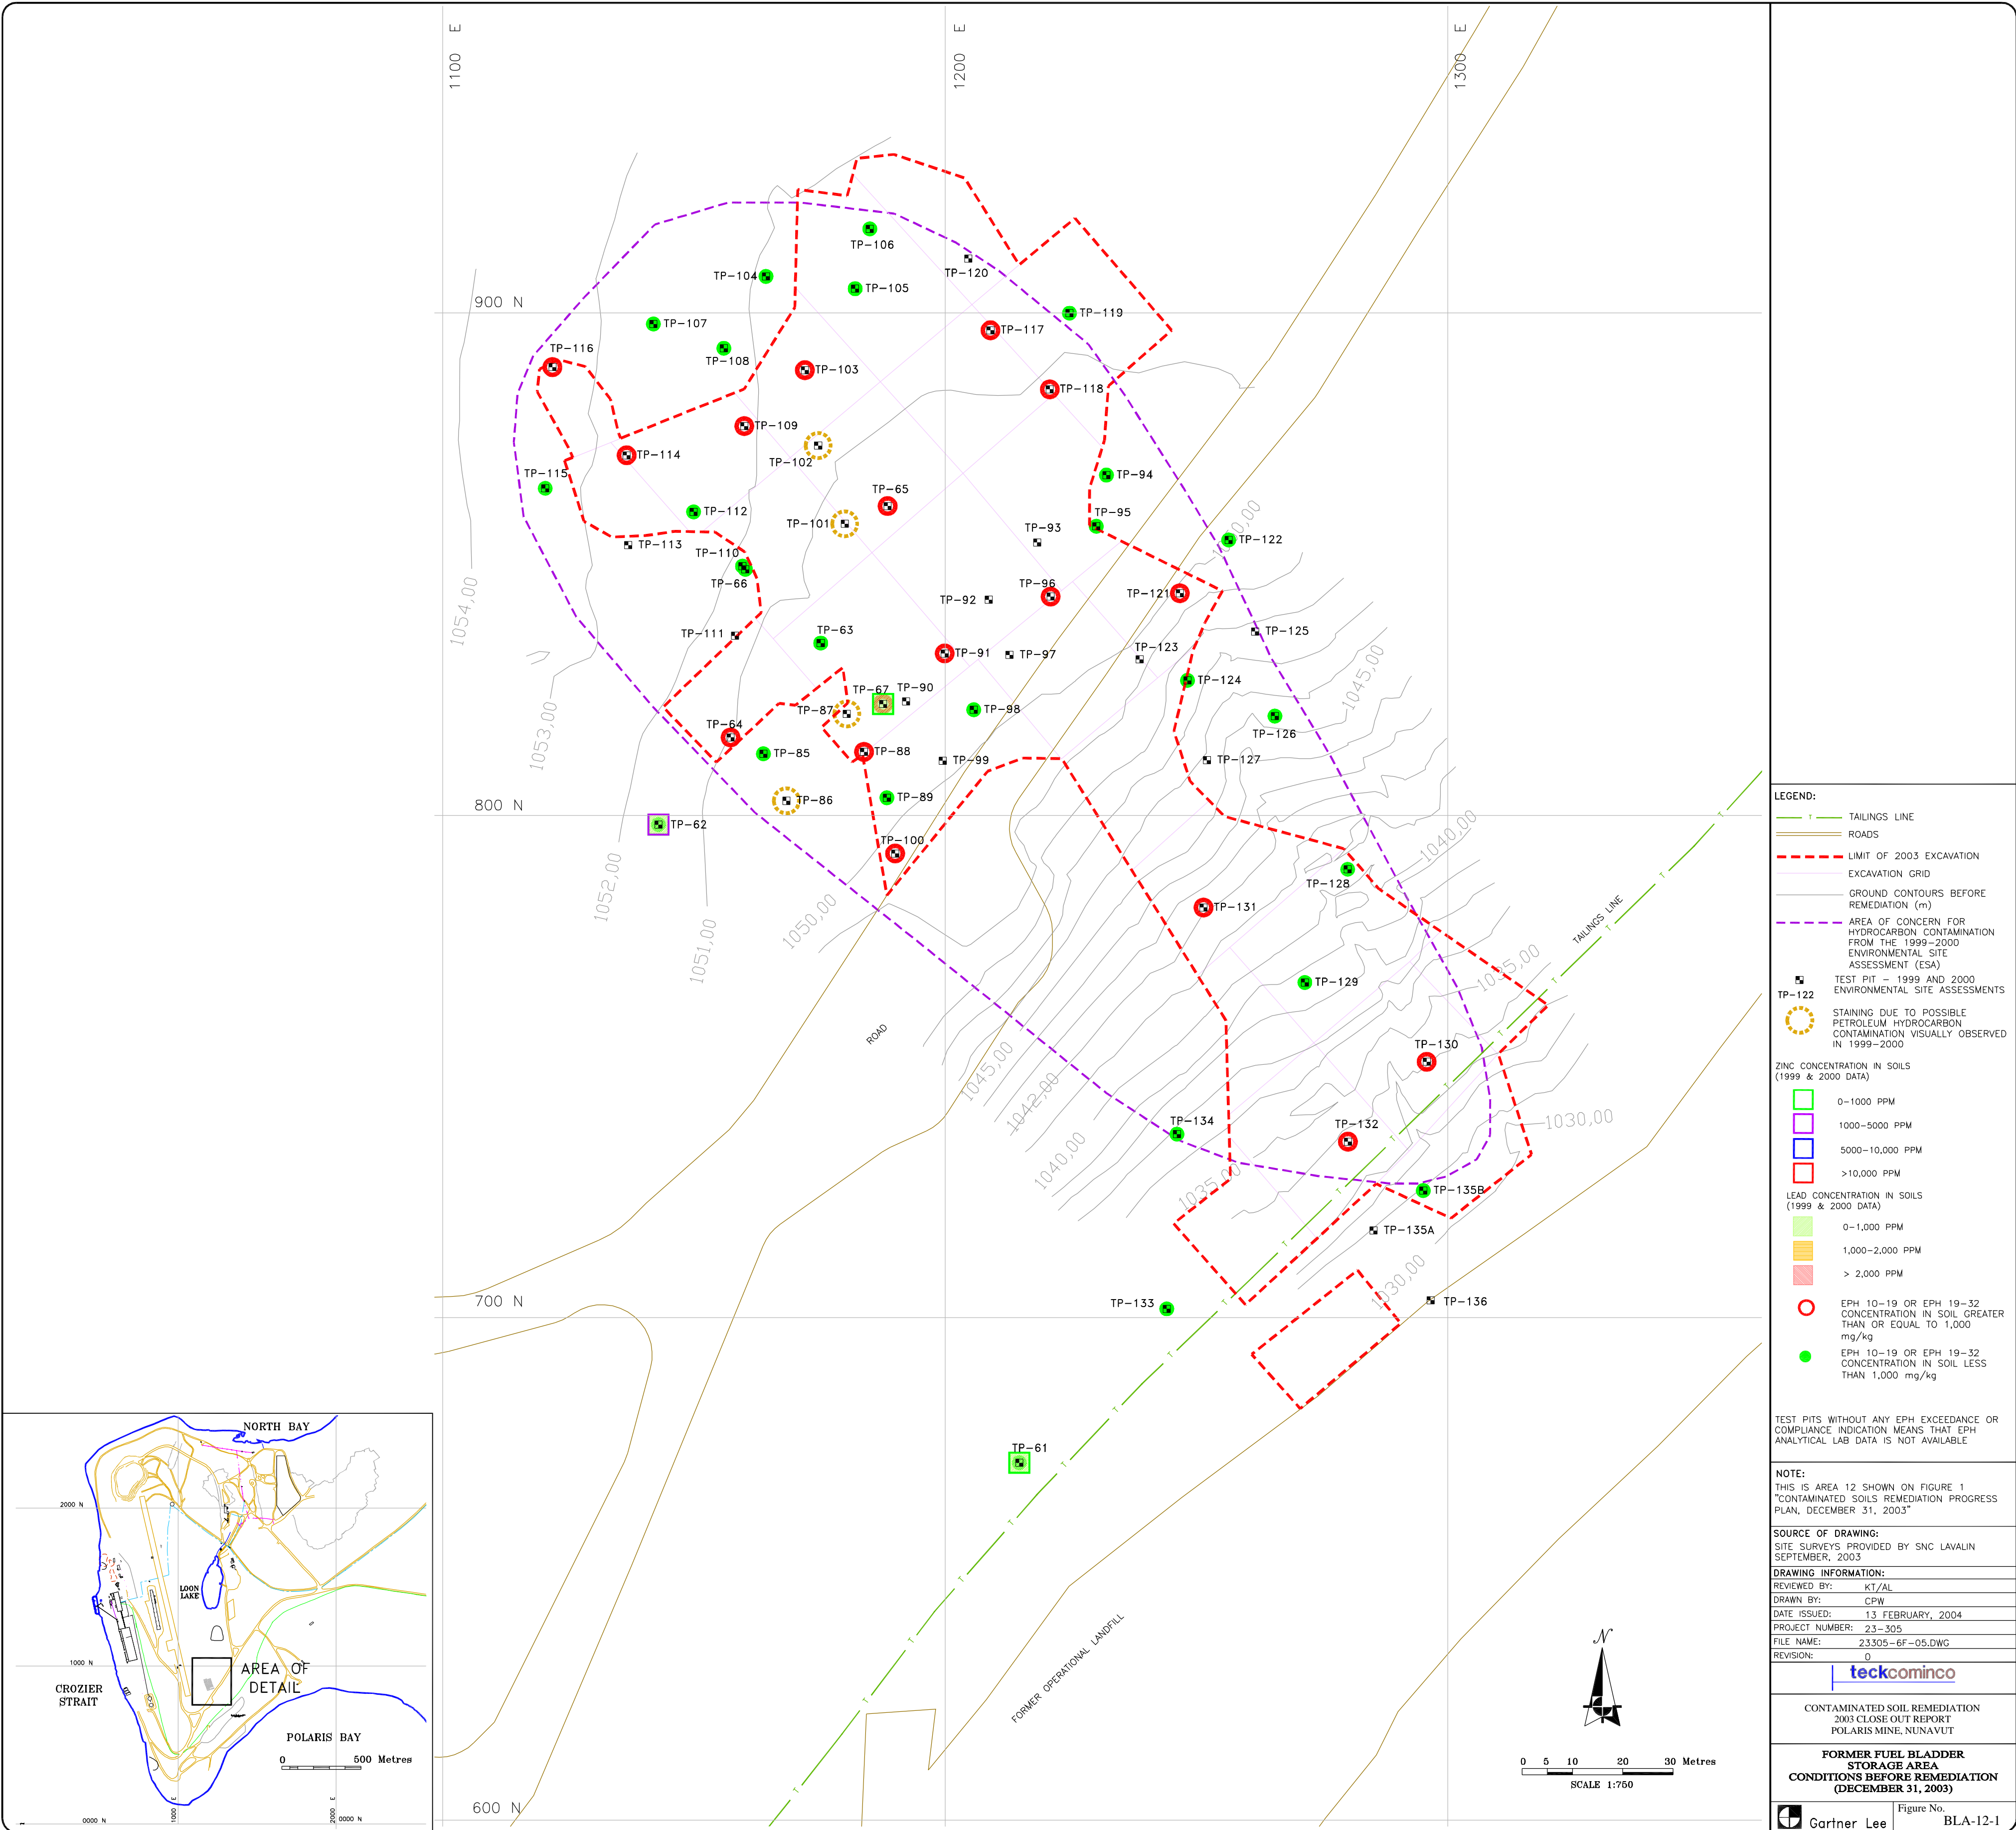 1100 E
1200 E
1300 E
900 N
800 N
700 N
600 N
TP-106
TP-120
TP-104
TP-105
TP-119
TP-107
TP-117
TP-108
TP-116
TP-103
TP-118
TP-109
TP-102
TP-114
TP-115
TP-94
TP-65
TP-112
TP-101
TP-95
TP-93
TP-113
TP-122
TP-110
TP-66
TP-96
TP-121
TP-92
TP-111
TP-63
TP-125
TP-91
TP-97
TP-123
TP-124
TP-67
TP-90
TP-87
TP-98
TP-126
TP-64
TP-85
TP-88
TP-99
TP-127
TP-86
TP-89
TP-62
TP-100
TP-128
TP-131
TP-129
TP-130
TP-134
TP-132
TP-135B
TP-135A
TP-133
TP-136
TP-61
1054,00
1053,00
1052,00
1051,00
1050,00
1050,00
1045,00
1040,00
1035,00
1030,00
1045,00
1042,00
1040,00
1035,00
1030,00
ROAD
TAILINGS LINE
FORMER OPERATIONAL LANDFILL
N
0 5 10 20 30 Metres
SCALE 1:750
NORTH BAY
2000 N
LOON
LAKE
1000 N
AREA OF
DETAIL
CROZIER
STRAIT
POLARIS BAY
0 500 Metres
0000 N
1000 E
2000 E
0000 N
LEGEND:
T TAILINGS LINE
ROADS
LIMIT OF 2003 EXCAVATION
EXCAVATION GRID
GROUND CONTOURS BEFORE
REMEDIATION (m)
AREA OF CONCERN FOR
HYDROCARBON CONTAMINATION
FROM THE 1999-2000
ENVIRONMENTAL SITE
ASSESSMENT (ESA)
TEST PIT - 1999 AND 2000
TP-122 ENVIRONMENTAL SITE ASSESSMENTS
STAINING DUE TO POSSIBLE
PETROLEUM HYDROCARBON
CONTAMINATION VISUALLY OBSERVED
IN 1999-2000
ZINC CONCENTRATION IN SOILS
(1999 & 2000 DATA)
0-1000 PPM
1000-5000 PPM
5000-10,000 PPM
>10,000 PPM
LEAD CONCENTRATION IN SOILS
(1999 & 2000 DATA)
0-1,000 PPM
1,000-2,000 PPM
> 2,000 PPM
EPH 10-19 OR EPH 19-32
CONCENTRATION IN SOIL GREATER
THAN OR EQUAL TO 1,000
mg/kg
EPH 10-19 OR EPH 19-32
CONCENTRATION IN SOIL LESS
THAN 1,000 mg/kg
TEST PITS WITHOUT ANY EPH EXCEEDANCE OR
COMPLIANCE INDICATION MEANS THAT EPH
ANALYTICAL LAB DATA IS NOT AVAILABLE
NOTE:
THIS IS AREA 12 SHOWN ON FIGURE 1
"CONTAMINATED SOILS REMEDIATION PROGRESS
PLAN, DECEMBER 31, 2003"
SOURCE OF DRAWING:
SITE SURVEYS PROVIDED BY SNC LAVALIN
SEPTEMBER, 2003
DRAWING INFORMATION:
REVIEWED BY: KT/AL
DRAWN BY: CPW
DATE ISSUED: 13 FEBRUARY, 2004
PROJECT NUMBER: 23-305
FILE NAME: 23305-6F-05.DWG
REVISION: 0
teckcominco
CONTAMINATED SOIL REMEDIATION
2003 CLOSE OUT REPORT
POLARIS MINE, NUNAVUT
FORMER FUEL BLADDER
STORAGE AREA
CONDITIONS BEFORE REMEDIATION
(DECEMBER 31, 2003)
Gartner Lee
Figure No.
BLA-12-1